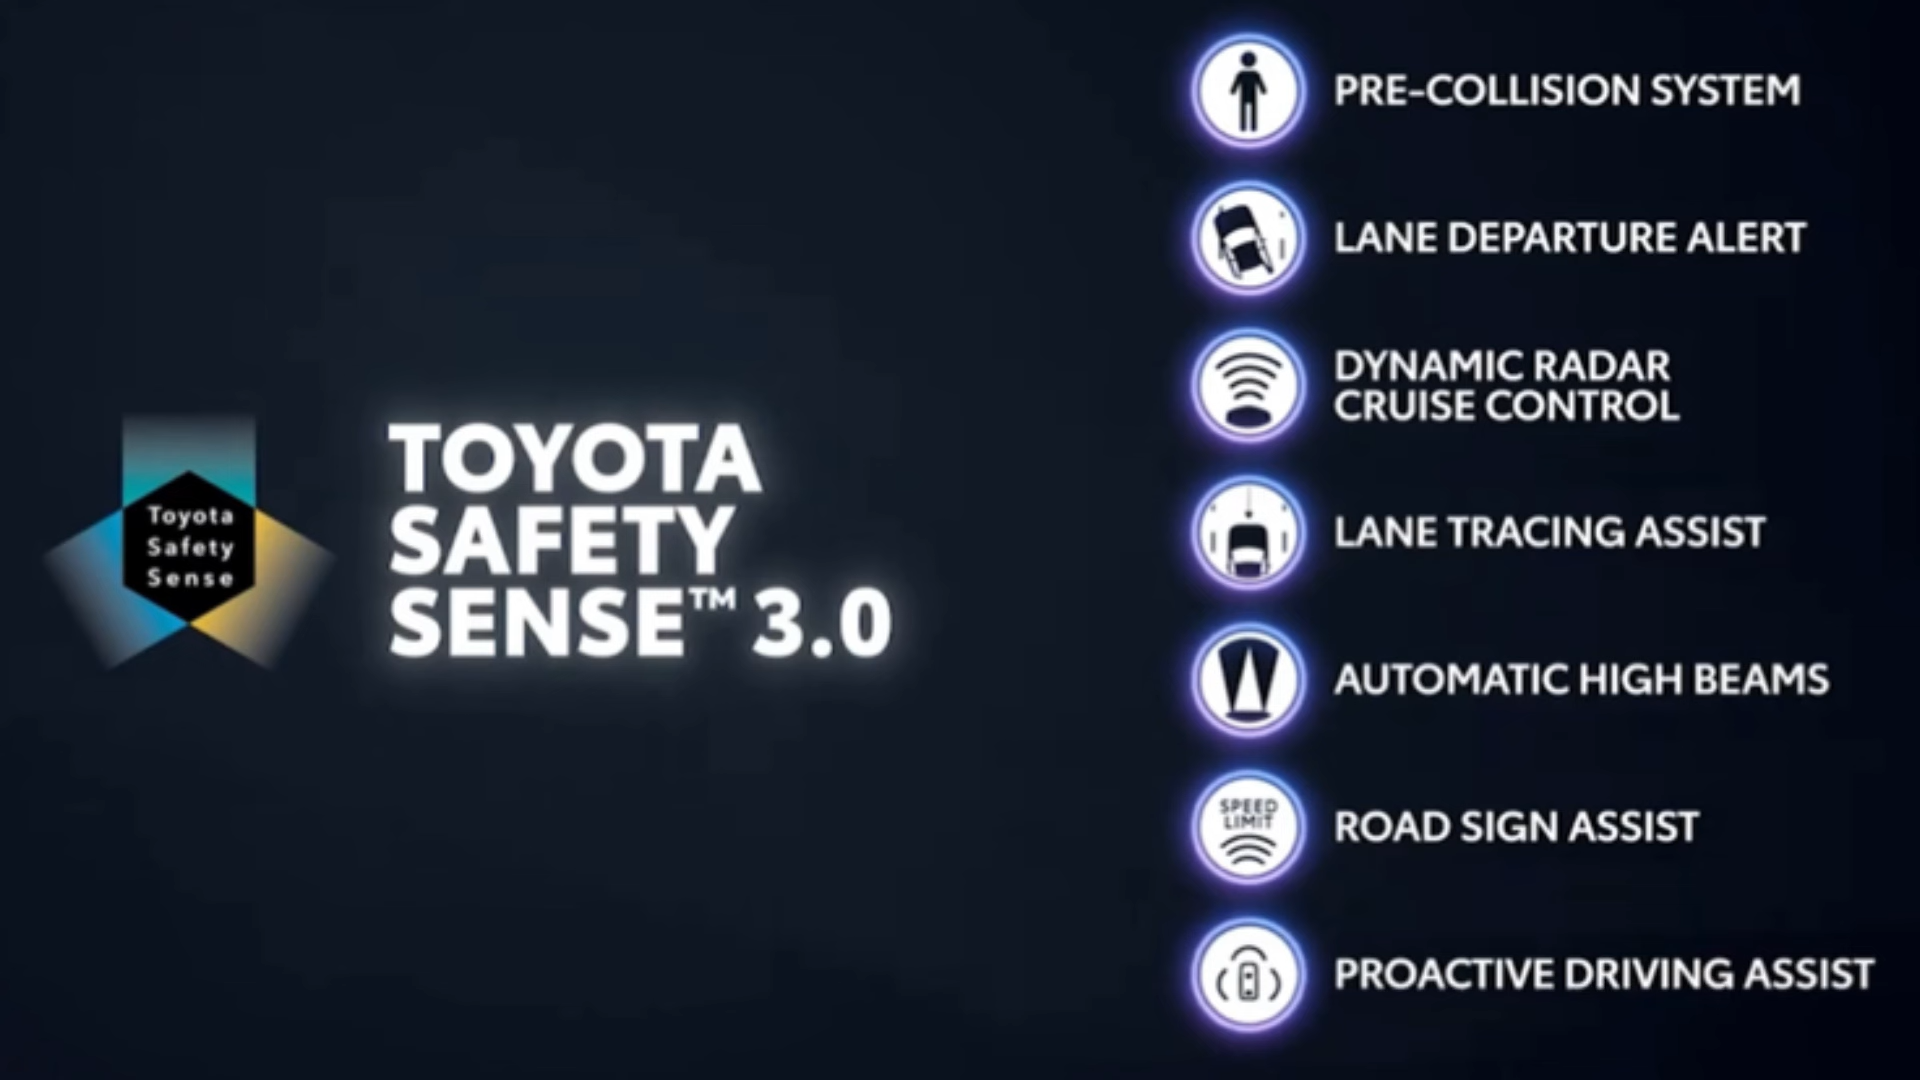 Toyota
Safety
Sense
TOYOTA
SAFETY
SENSE™ 3.0
PRE-COLLISION SYSTEM
LANE DEPARTURE ALERT
DYNAMIC RADAR
CRUISE CONTROL
LANE TRACING ASSIST
AUTOMATIC HIGH BEAMS
SPEED
LIMIT
ROAD SIGN ASSIST
PROACTIVE DRIVING ASSIST